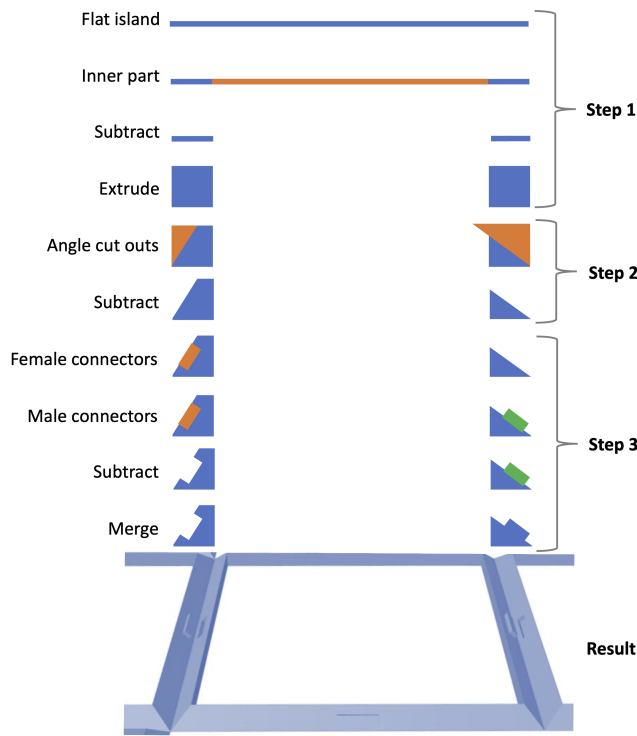 Flat island
Inner part
Step 1
Subtract
Extrude
Angle cut outs
Step 2
Subtract
Female connectors
Male connectors
Step 3
Subtract
Merge
Result